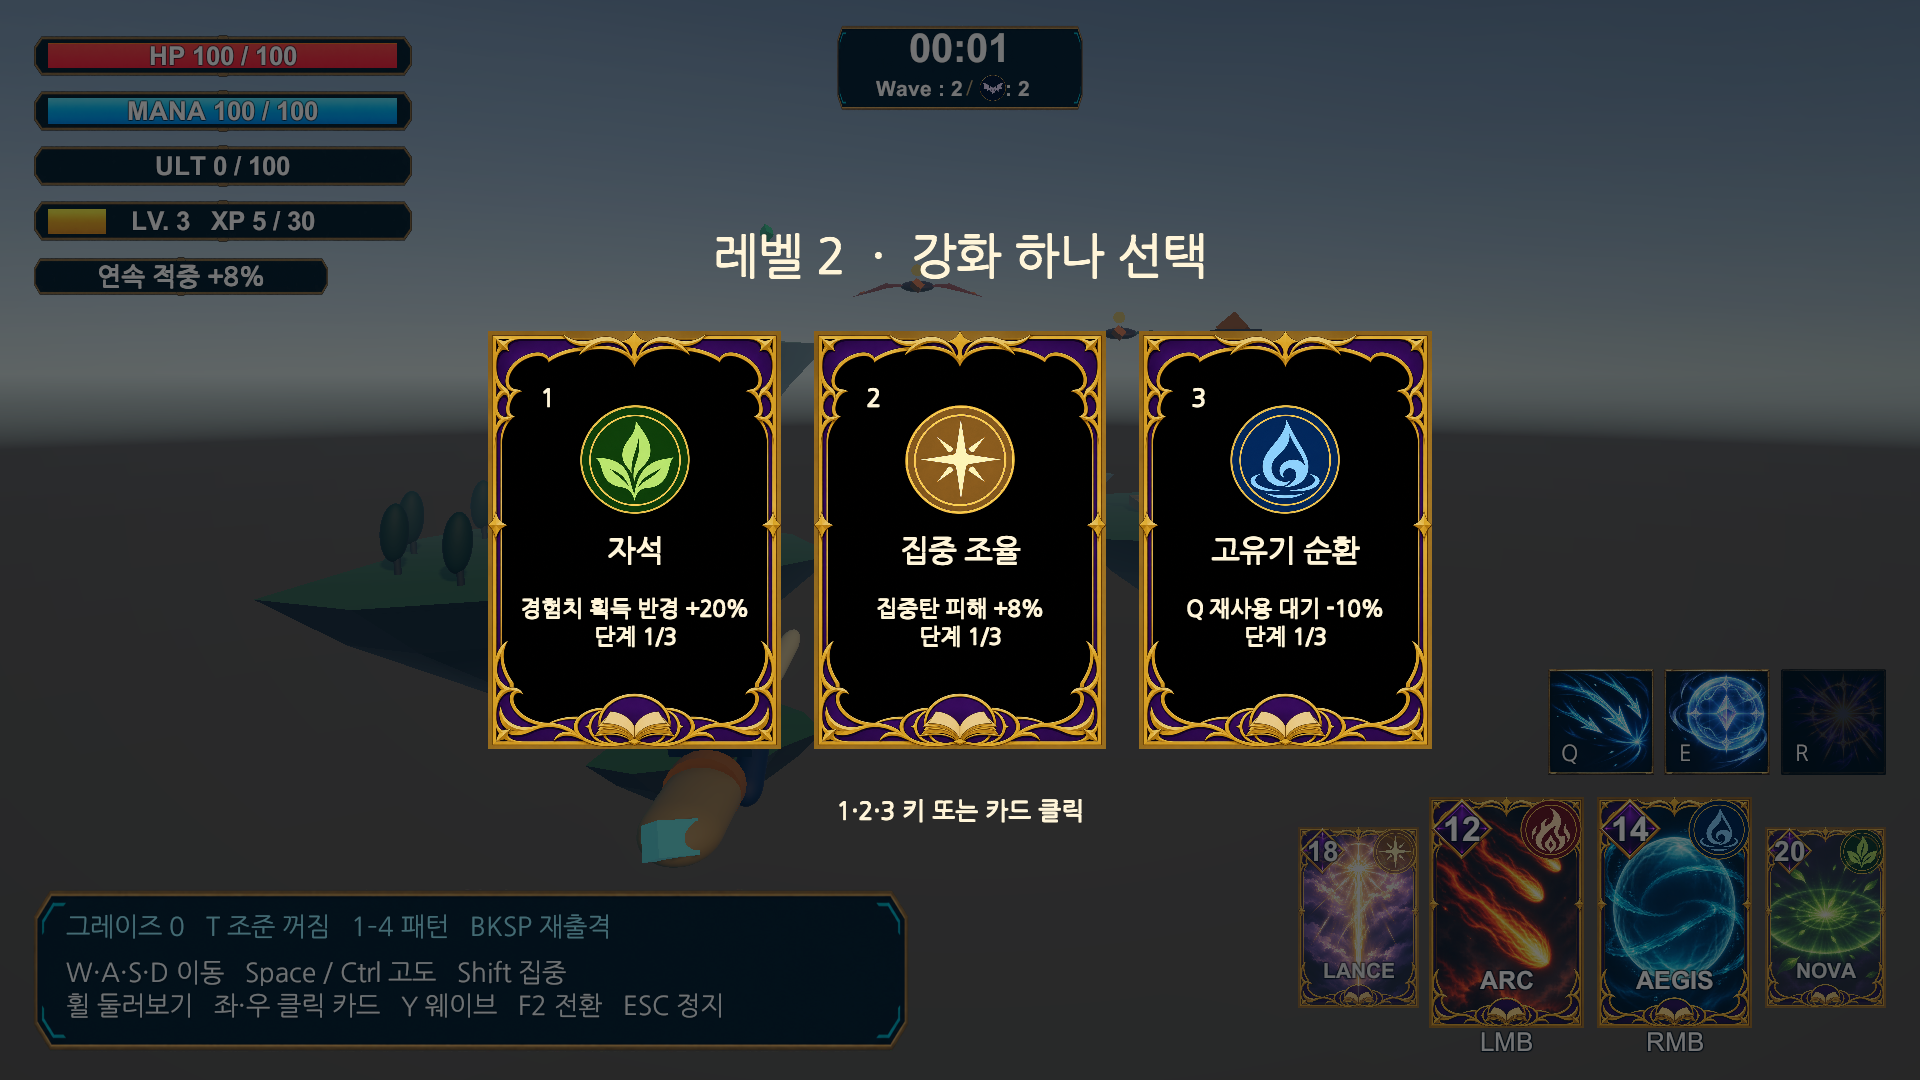 HP 100 / 100
MANA 100 / 100
ULT 0 / 100
LV. 3 XP 5 / 30
연속 적중 +8%
00:01
Wave : 2 / : 2
레벨 2 · 강화 하나 선택
1
자석
경험치 획득 반경 +20%
단계 1/3
2
집중 조율
집중탄 피해 +8%
단계 1/3
3
고유기 순환
Q 재사용 대기 -10%
단계 1/3
1·2·3 키 또는 카드 클릭
Q
E
R
18
LANCE
12
ARC
LMB
14
AEGIS
RMB
20
NOVA
그레이즈 0 T 조준 꺼짐 1-4 패턴 BKSP 재출격
W·A·S·D 이동 Space / Ctrl 고도 Shift 집중
휠 둘러보기 좌·우 클릭 카드 Y 웨이브 F2 전환 ESC 정지